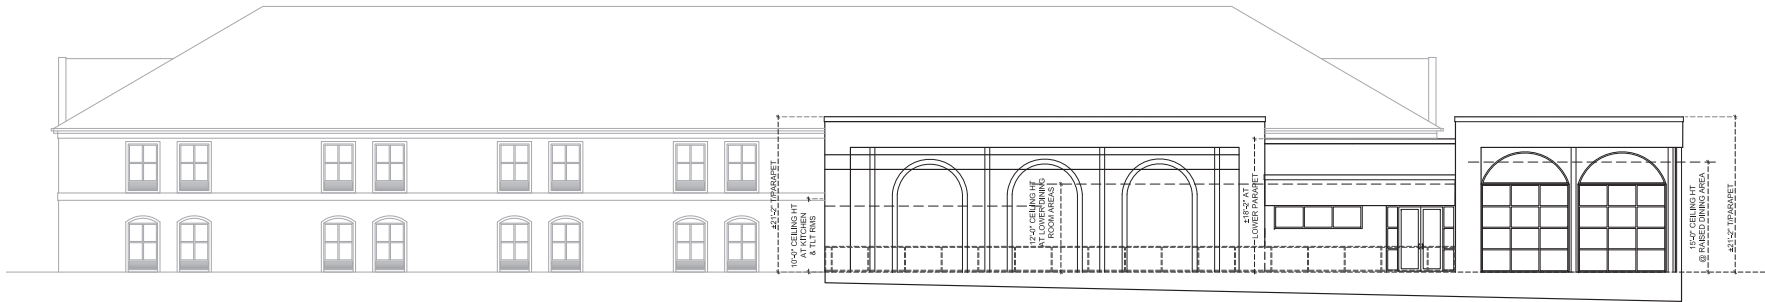 ±21'-2" T/PARAPET
10'-0" CEILING HT
AT KITCHEN
& TLT RMS
12'-0" CEILING HT
AT LOWER DINING
ROOM AREAS
±18'-2" AT
LOWER PARAPET
15'-0" CEILING HT
@ RAISED DINING AREA
±21'-2" T/PARAPET